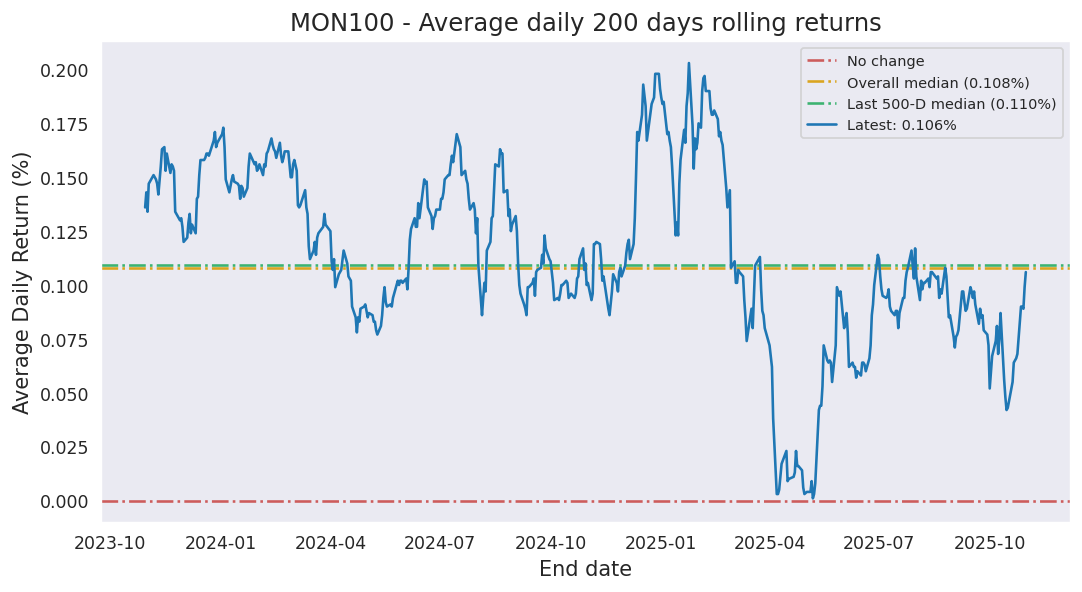 MON100 - Average daily 200 days rolling returns
No change
Overall median (0.108%)
Last 500-D median (0.110%)
Latest: 0.106%
Average Daily Return (%)
0.200
0.175
0.150
0.125
0.100
0.075
0.050
0.025
0.000
2023-10 2024-01 2024-04 2024-07 2024-10 2025-01 2025-04 2025-07 2025-10
End date